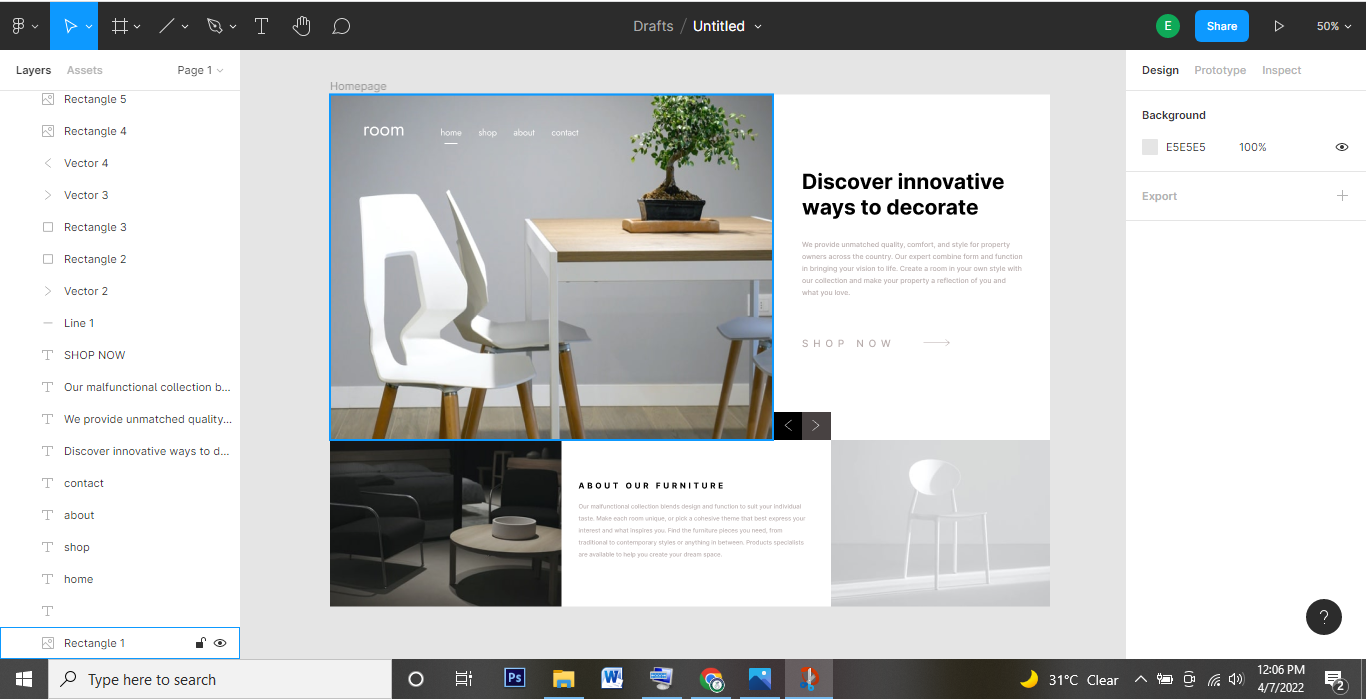 Drafts / Untitled
E
Share
50%
Layers
Assets
Page 1
Design
Prototype
Inspect
Rectangle 5
Rectangle 4
Vector 4
Vector 3
Rectangle 3
Rectangle 2
Vector 2
Line 1
SHOP NOW
Our malfunctional collection b...
We provide unmatched quality,...
Discover innovative ways to d...
contact
about
shop
home
Rectangle 1
Homepage
room
home
shop
about
contact
Discover innovative
ways to decorate
We provide unmatched quality, comfort, and style for property
owners across the country. Our expert combine form and function
in bringing your vision to life. Create a room in your own style with
our collection and make your property a reflection of you and
what you love.
SHOP NOW
ABOUT OUR FURNITURE
Our malfunctional collection blends design and function to suit your individual
taste. Make each room unique, or pick a cohesive theme that best express your
interest and what inspires you. Find the furniture pieces you need, from
traditional to contemporary styles or anything in between. Products specialists
are available to help you create your dream space.
Background
E5E5E5
100%
Export
?
Type here to search
Ps
W
31°C Clear
12:06 PM
4/7/2022
2